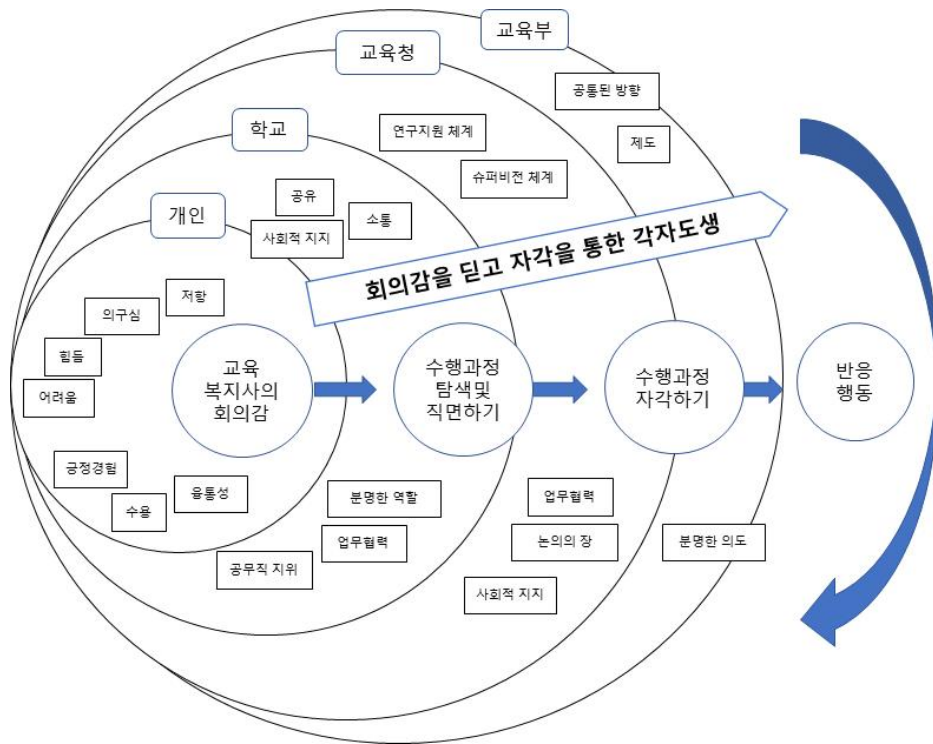 교육부
교육청
공통된 방향
학교
연구지원 체계
제도
슈퍼비전 체계
공유
개인
소통
사회적 지지
회의감을 딛고 자각을 통한 각자도생
저항
의구심
힘듦
어려움
교육
복지사의
회의감
수행과정
탐색및
직면하기
수행과정
자각하기
반응
행동
긍정경험
융통성
수용
분명한 역할
업무협력
공무직 지위
업무협력
논의의 장
사회적 지지
분명한 의도